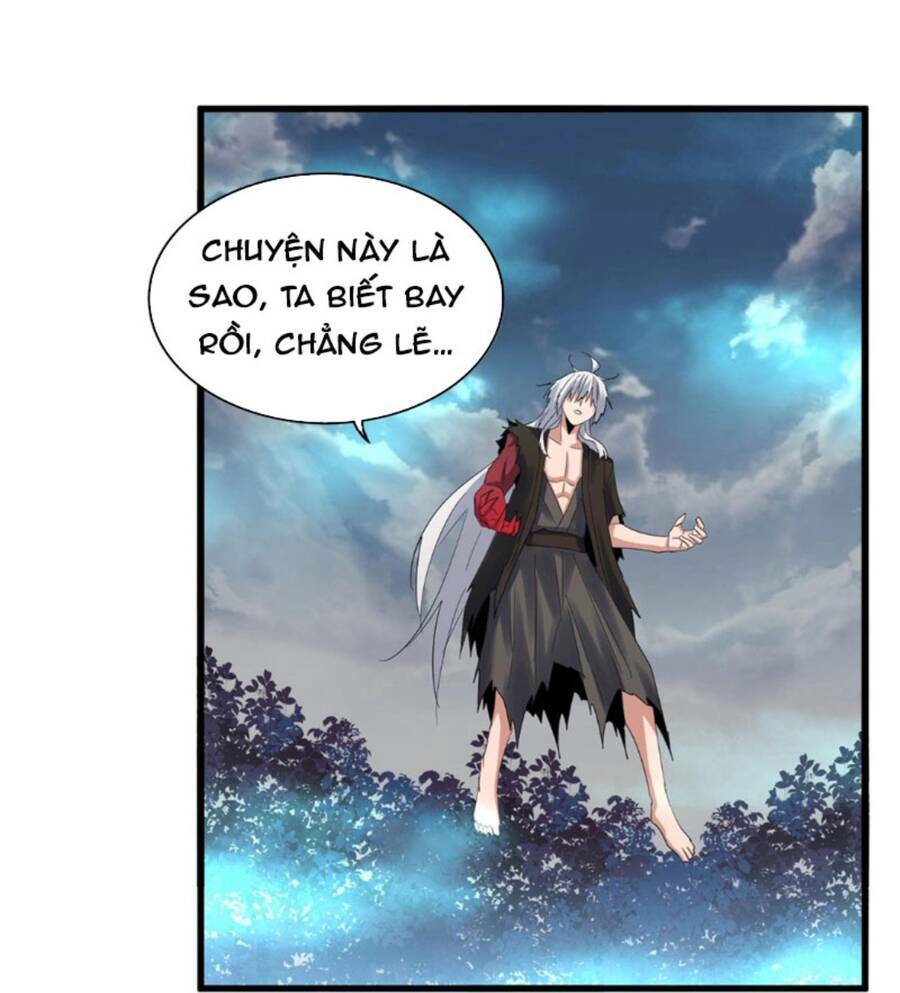 CHUYỆN NÀY LÀ
SAO, TA BIẾT BAY
RỒI, CHẲNG LẼ...